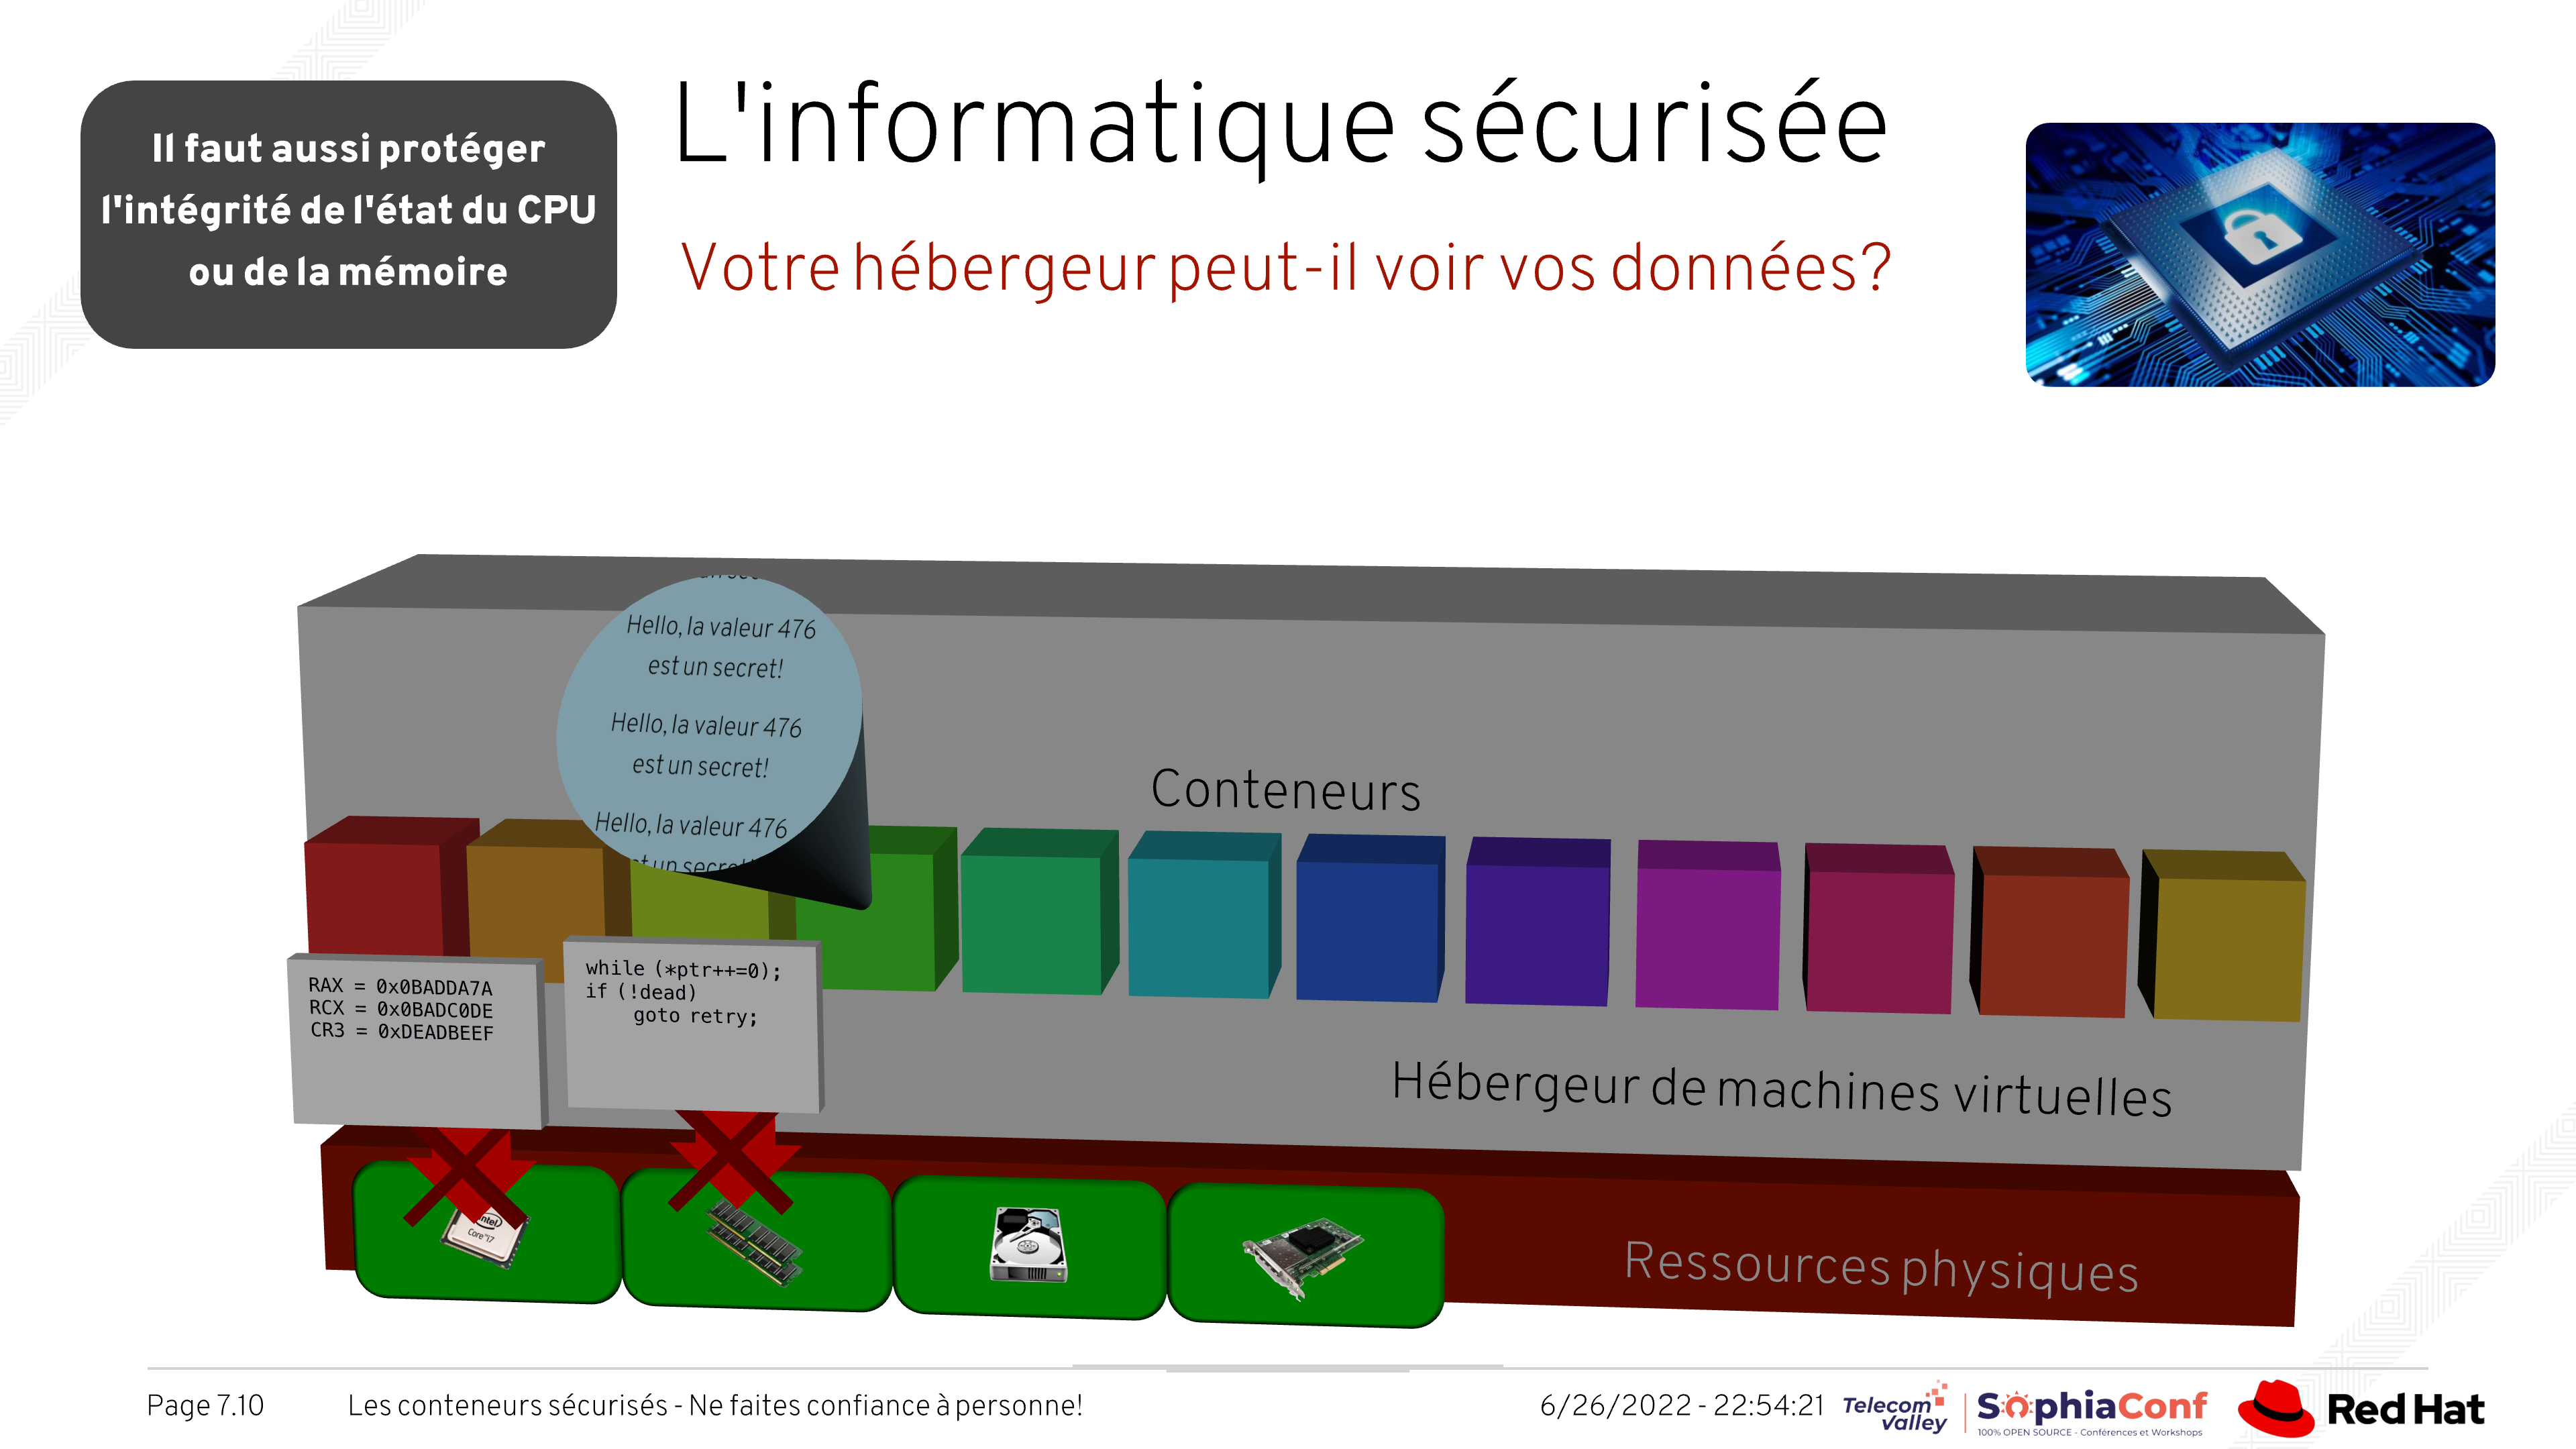 Il faut aussi protéger
l'intégrité de l'état du CPU
ou de la mémoire
L'informatique sécurisée
Votre hébergeur peut-il voir vos données?
Hello, la valeur 476
est un secret!
Hello, la valeur 476
est un secret!
Hello, la valeur 476
Conteneurs
RAX = 0x0BADDA7A
RCX = 0x0BADC0DE
CR3 = 0xDEADBEEF
while (*ptr++=0);
if (!dead)
    goto retry;
Hébergeur de machines virtuelles
intel
Core i7
Ressources physiques
Page 7.10
Les conteneurs sécurisés - Ne faites confiance à personne!
6/26/2022 - 22:54:21
Telecom
Valley
SophiaConf
100% OPEN SOURCE - Conférences et Workshops
Red Hat